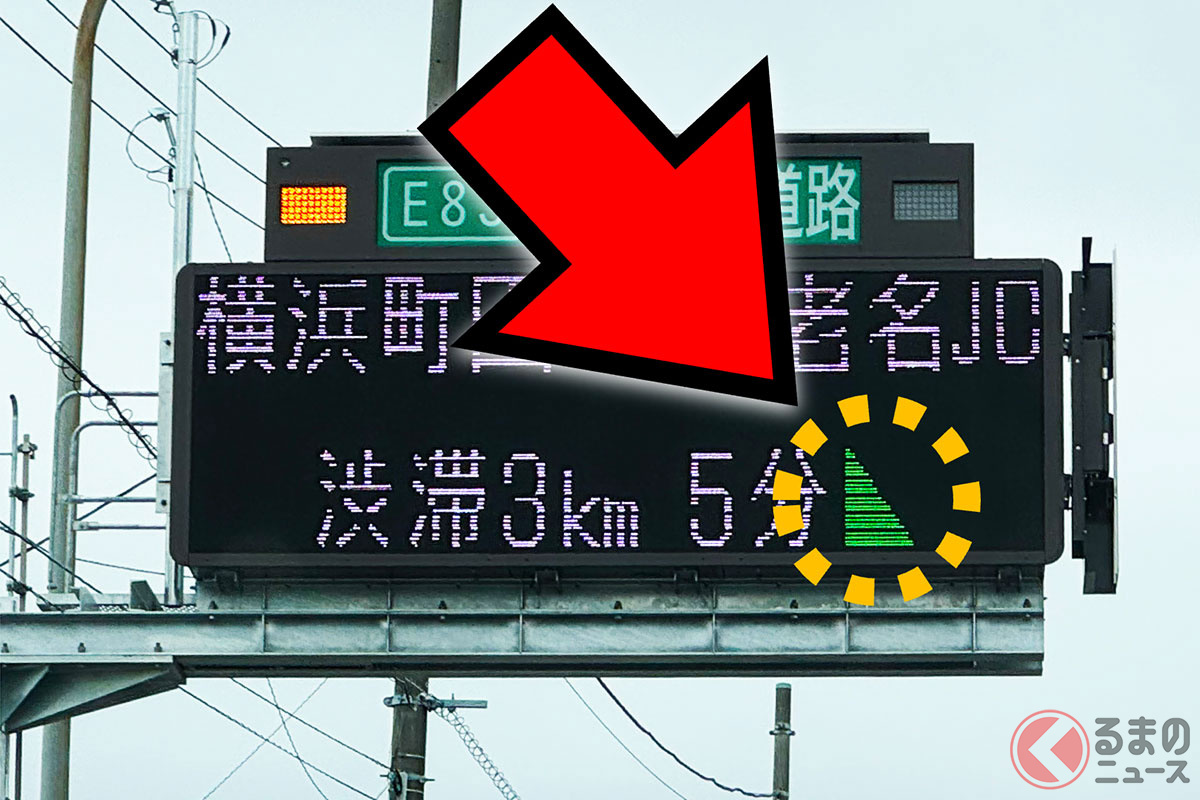 E8
道路
横浜町 老名JC
渋滞3km 5分
くるまの
ニュース